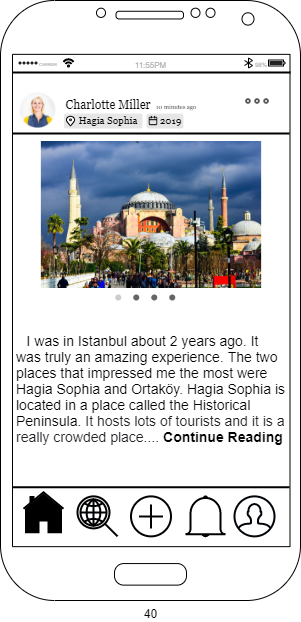 11:55PM
Charlotte Miller 10 minutes ago
Hagia Sophia 2019
I was in Istanbul about 2 years ago. It
was truly an amazing experience. The two
places that impressed me the most were
Hagia Sophia and Ortaköy. Hagia Sophia is
located in a place called the Historical
Peninsula. It hosts lots of tourists and it is a
really crowded place.... Continue Reading
40